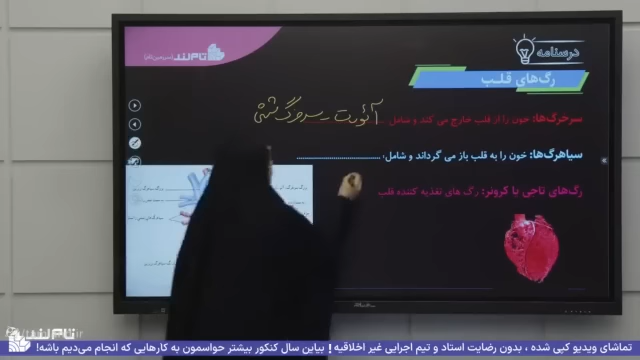 درسنامه
رگ‌های قلب
سرخرگ‌ها: خون را از قلب خارج می کند و شامل آئورت ـ سرخرگ ششی
سیاهرگ‌ها: خون را به قلب باز می گرداند و شامل: ........................
رگ‌های تاجی یا کرونر: رگ های تغذیه کننده قلب
تام‌لند
تماشای ویدیو کپی شده ، بدون رضایت استاد و تیم اجرایی غیر اخلاقیه! بیاین سال کنکور بیشتر حواسمون به کارهایی که انجام می‌دیم باشه!